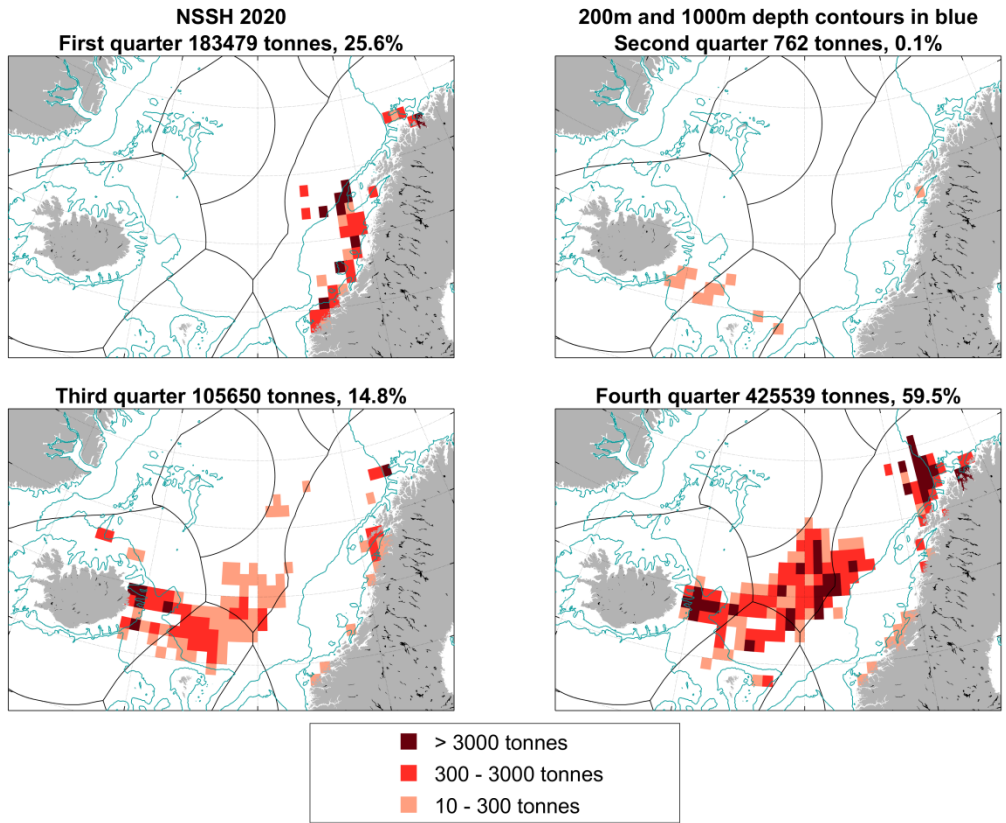 NSSH 2020
First quarter 183479 tonnes, 25.6%
200m and 1000m depth contours in blue
Second quarter 762 tonnes, 0.1%
Third quarter 105650 tonnes, 14.8%
Fourth quarter 425539 tonnes, 59.5%
> 3000 tonnes
300 - 3000 tonnes
10 - 300 tonnes